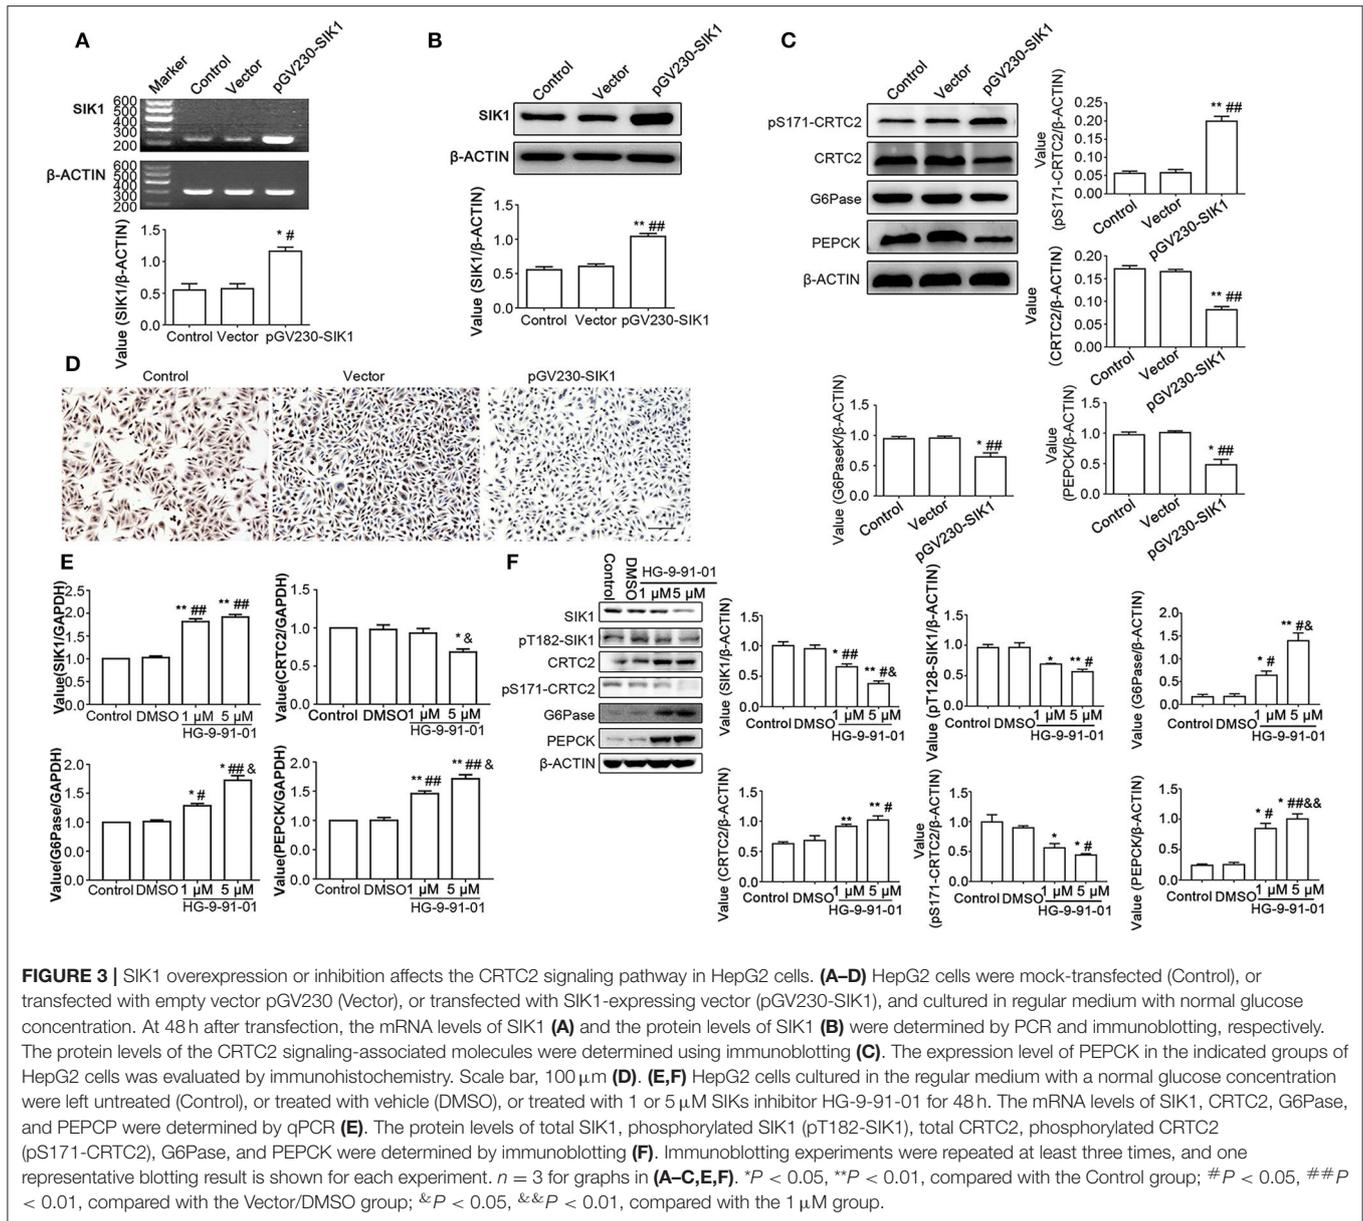 A
Marker
Control
Vector
pGV230-SIK1
SIK1
600
500
400
300
200
β-ACTIN
600
500
400
300
200
Value (SIK1/β-ACTIN)
1.5
1.0
0.5
0.0
* #
Control Vector pGV230-SIK1
B
Control
Vector
pGV230-SIK1
SIK1
β-ACTIN
Value (SIK1/β-ACTIN)
1.5
1.0
0.5
0.0
** ##
Control Vector pGV230-SIK1
C
Control
Vector
pGV230-SIK1
pS171-CRTC2
CRTC2
G6Pase
PEPCK
β-ACTIN
Value
(pS171-CRTC2/β-ACTIN)
0.25
0.20
0.15
0.10
0.05
0.00
** ##
Control
Vector
pGV230-SIK1
Value
(CRTC2/β-ACTIN)
0.20
0.15
0.10
0.05
0.00
** ##
Control
Vector
pGV230-SIK1
Value (G6PaseK/β-ACTIN)
1.5
1.0
0.5
0.0
* ##
Control
Vector
pGV230-SIK1
Value
(PEPCK/β-ACTIN)
1.5
1.0
0.5
0.0
* ##
Control
Vector
pGV230-SIK1
D
Control
Vector
pGV230-SIK1
E
Value(SIK1/GAPDH)
2.5
2.0
1.5
1.0
0.5
0.0
** ##
** ##
Control DMSO 1 µM 5 µM
HG-9-91-01
Value(CRTC2/GAPDH)
1.5
1.0
0.5
0.0
* &
Control DMSO 1 µM 5 µM
HG-9-91-01
Value(G6Pase/GAPDH)
2.0
1.5
1.0
0.5
0.0
* #
* ## &
Control DMSO 1 µM 5 µM
HG-9-91-01
Value(PEPCK/GAPDH)
2.0
1.5
1.0
0.5
0.0
** ##
** ## &
Control DMSO 1 µM 5 µM
HG-9-91-01
F
Control
DMSO
HG-9-91-01
1 µM 5 µM
SIK1
pT182-SIK1
CRTC2
pS171-CRTC2
G6Pase
PEPCK
β-ACTIN
Value (SIK1/β-ACTIN)
1.5
1.0
0.5
0.0
* ##
** #&
Control DMSO 1 µM 5 µM
HG-9-91-01
Value (pT128-SIK1/β-ACTIN)
1.5
1.0
0.5
0.0
*
** #
Control DMSO 1 µM 5 µM
HG-9-91-01
Value (G6Pase/β-ACTIN)
2.0
1.5
1.0
0.5
0.0
* #
** #&
Control DMSO 1 µM 5 µM
HG-9-91-01
Value (CRTC2/β-ACTIN)
1.5
1.0
0.5
0.0
**
** #
Control DMSO 1 µM 5 µM
HG-9-91-01
Value
(pS171-CRTC2/β-ACTIN)
1.5
1.0
0.5
0.0
*
* #
Control DMSO 1 µM 5 µM
HG-9-91-01
Value (PEPCK/β-ACTIN)
1.5
1.0
0.5
0.0
* #
* ##&&
Control DMSO 1 µM 5 µM
HG-9-91-01
FIGURE 3 | SIK1 overexpression or inhibition affects the CRTC2 signaling pathway in HepG2 cells. (A–D) HepG2 cells were mock-transfected (Control), or
transfected with empty vector pGV230 (Vector), or transfected with SIK1-expressing vector (pGV230-SIK1), and cultured in regular medium with normal glucose
concentration. At 48 h after transfection, the mRNA levels of SIK1 (A) and the protein levels of SIK1 (B) were determined by PCR and immunoblotting, respectively.
The protein levels of the CRTC2 signaling-associated molecules were determined using immunoblotting (C). The expression level of PEPCK in the indicated groups of
HepG2 cells was evaluated by immunohistochemistry. Scale bar, 100 µm (D). (E,F) HepG2 cells cultured in the regular medium with a normal glucose concentration
were left untreated (Control), or treated with vehicle (DMSO), or treated with 1 or 5 µM SIKs inhibitor HG-9-91-01 for 48 h. The mRNA levels of SIK1, CRTC2, G6Pase,
and PEPCP were determined by qPCR (E). The protein levels of total SIK1, phosphorylated SIK1 (pT182-SIK1), total CRTC2, phosphorylated CRTC2
(pS171-CRTC2), G6Pase, and PEPCK were determined by immunoblotting (F). Immunoblotting experiments were repeated at least three times, and one
representative blotting result is shown for each experiment. n = 3 for graphs in (A–C,E,F). *P < 0.05, **P < 0.01, compared with the Control group; #P < 0.05, ##P
< 0.01, compared with the Vector/DMSO group; &P < 0.05, &&P < 0.01, compared with the 1 µM group.